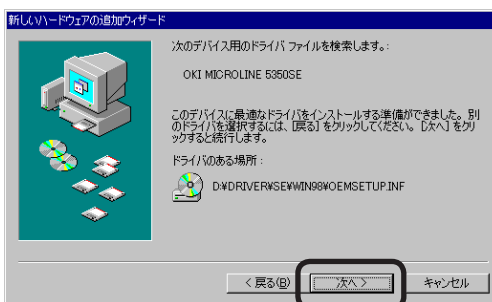 新しいハードウェアの追加ウィザード
次のデバイス用のドライバ ファイルを検索します。:
OKI MICROLINE 5350SE
このデバイスに最適なドライバをインストールする準備ができました。別
のドライバを選択するには、[戻る] をクリックしてください。[次へ] をクリ
ックすると続行します。
ドライバのある場所:
D:¥DRIVER¥SE¥WIN98¥OEMSETUP.INF
< 戻る(B)
次へ >
キャンセル